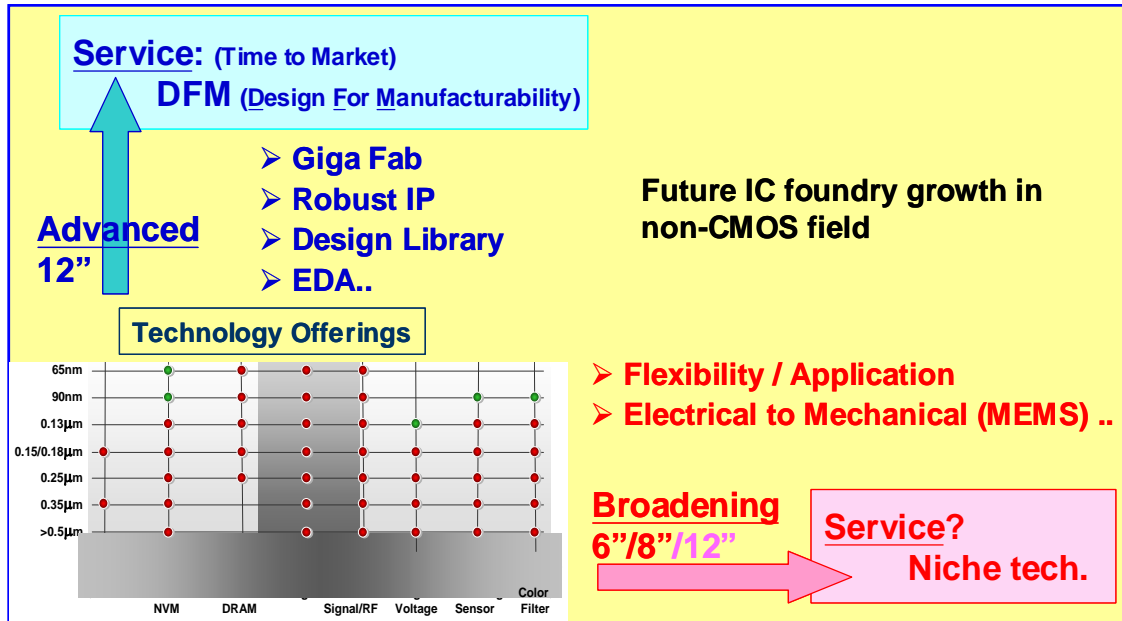 Service: (Time to Market)
DFM (Design For Manufacturability)
➢ Giga Fab
➢ Robust IP
➢ Design Library
➢ EDA..
Advanced
12”
Future IC foundry growth in
non-CMOS field
Technology Offerings
65nm
90nm
0.13μm
0.15/0.18μm
0.25μm
0.35μm
>0.5μm
NVM
DRAM
Signal/RF
Voltage
Sensor
Color
Filter
➢ Flexibility / Application
➢ Electrical to Mechanical (MEMS) ..
Broadening
6”/8”/12”
Service?
Niche tech.